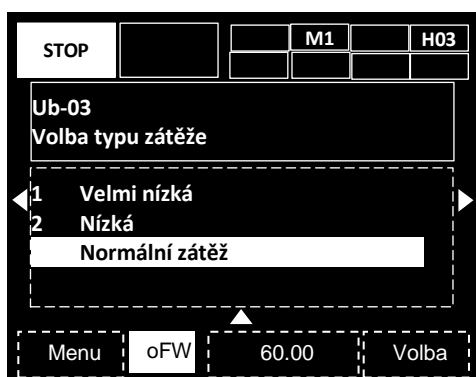 STOP
M1
H03
Ub-03
Volba typu zátěže
1 Velmi nízká
2 Nízká
Normální zátěž
Menu oFW 60.00 Volba